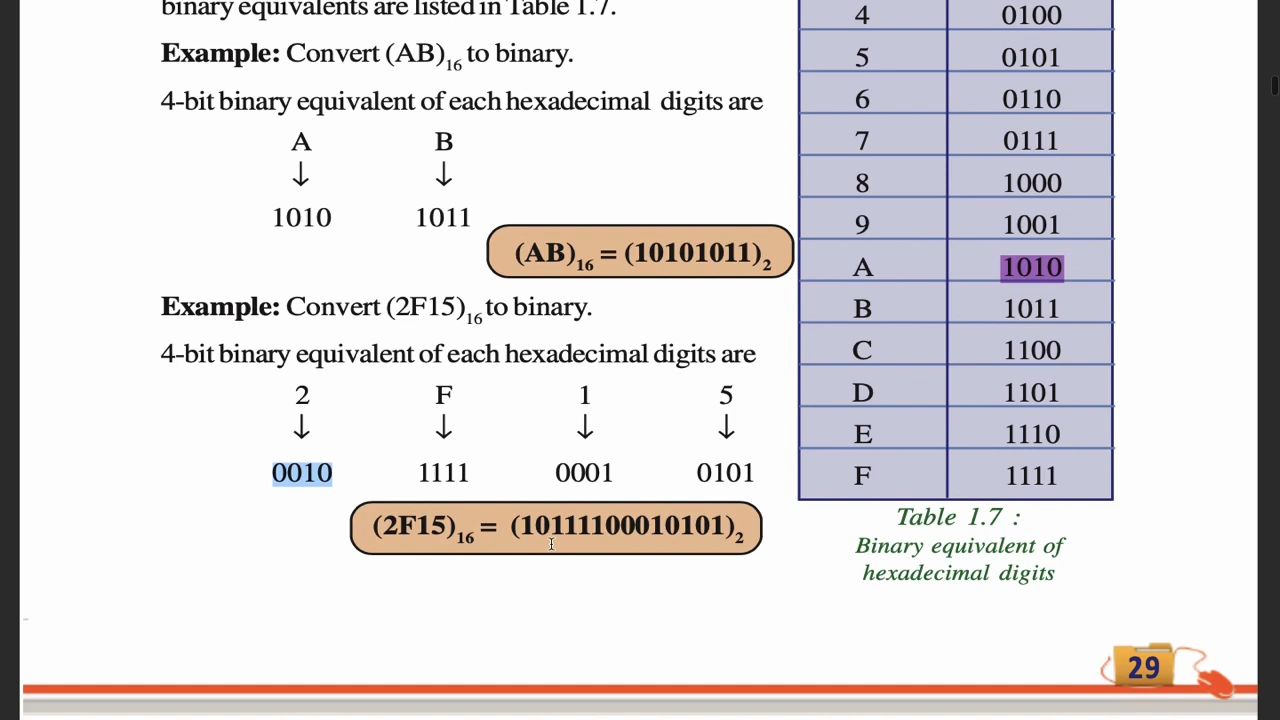 binary equivalents are listed in Table 1.7.
Example: Convert (AB)16 to binary.
4-bit binary equivalent of each hexadecimal digits are
A B
↓ ↓
1010 1011
(AB)16 = (10101011)2
Example: Convert (2F15)16 to binary.
4-bit binary equivalent of each hexadecimal digits are
2 F 1 5
↓ ↓ ↓ ↓
0010 1111 0001 0101
(2F15)16 = (10111100010101)2
4 0100
5 0101
6 0110
7 0111
8 1000
9 1001
A 1010
B 1011
C 1100
D 1101
E 1110
F 1111
Table 1.7 :
Binary equivalent of
hexadecimal digits
29